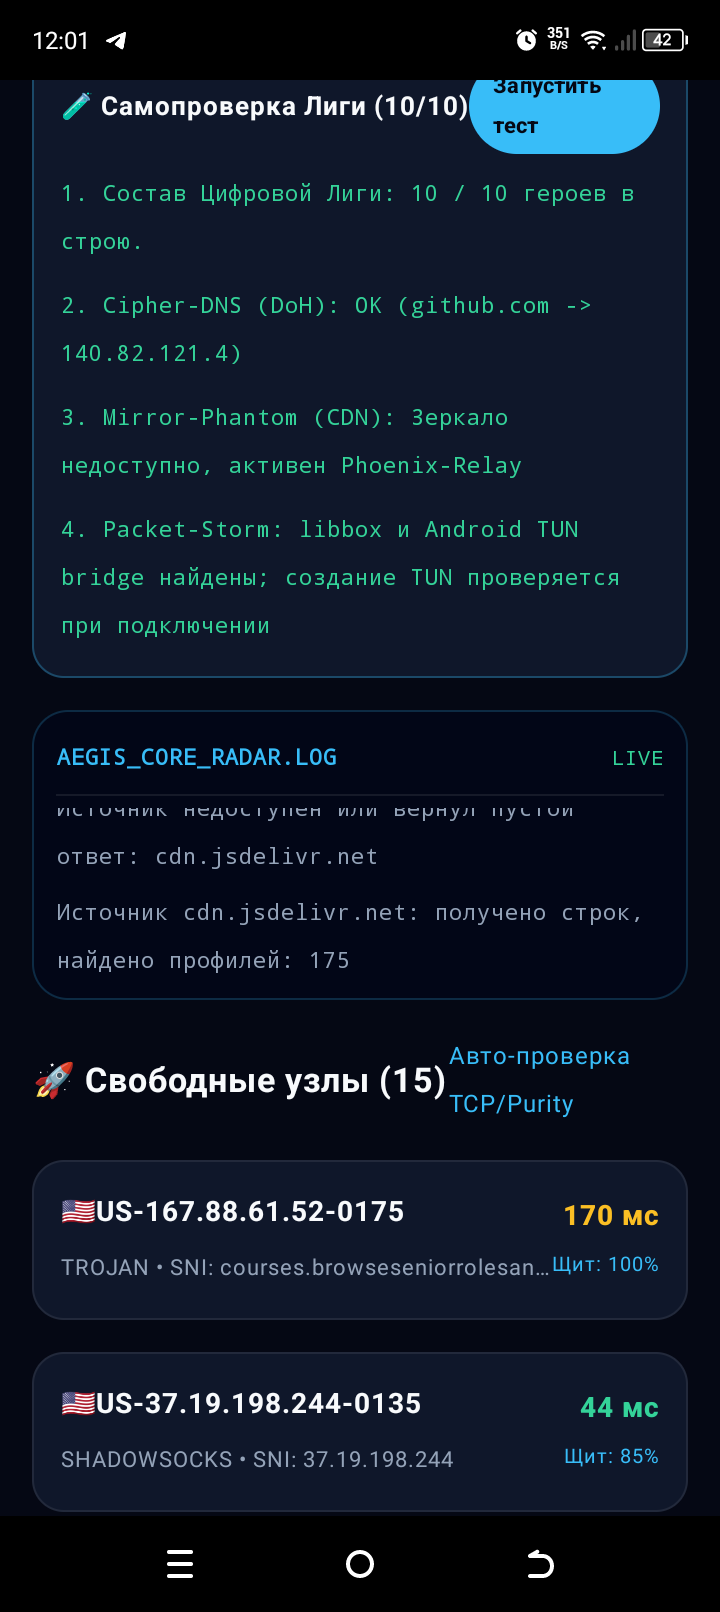 12:01
351
B/S
42
🧪 Самопроверка Лиги (10/10)
Запустить
тест
1. Состав Цифровой Лиги: 10 / 10 героев в
строю.
2. Cipher-DNS (DoH): OK (github.com ->
140.82.121.4)
3. Mirror-Phantom (CDN): Зеркало
недоступно, активен Phoenix-Relay
4. Packet-Storm: libbox и Android TUN
bridge найдены; создание TUN проверяется
при подключении
AEGIS_CORE_RADAR.LOG
LIVE
Источник недоступен или вернул пустой
ответ: cdn.jsdelivr.net
Источник cdn.jsdelivr.net: получено строк,
найдено профилей: 175
🚀 Свободные узлы (15)
Авто-проверка
TCP/Purity
🇺🇸US-167.88.61.52-0175
170 мс
TROJAN • SNI: courses.browseseniorrolesan…
Щит: 100%
🇺🇸US-37.19.198.244-0135
44 мс
SHADOWSOCKS • SNI: 37.19.198.244
Щит: 85%